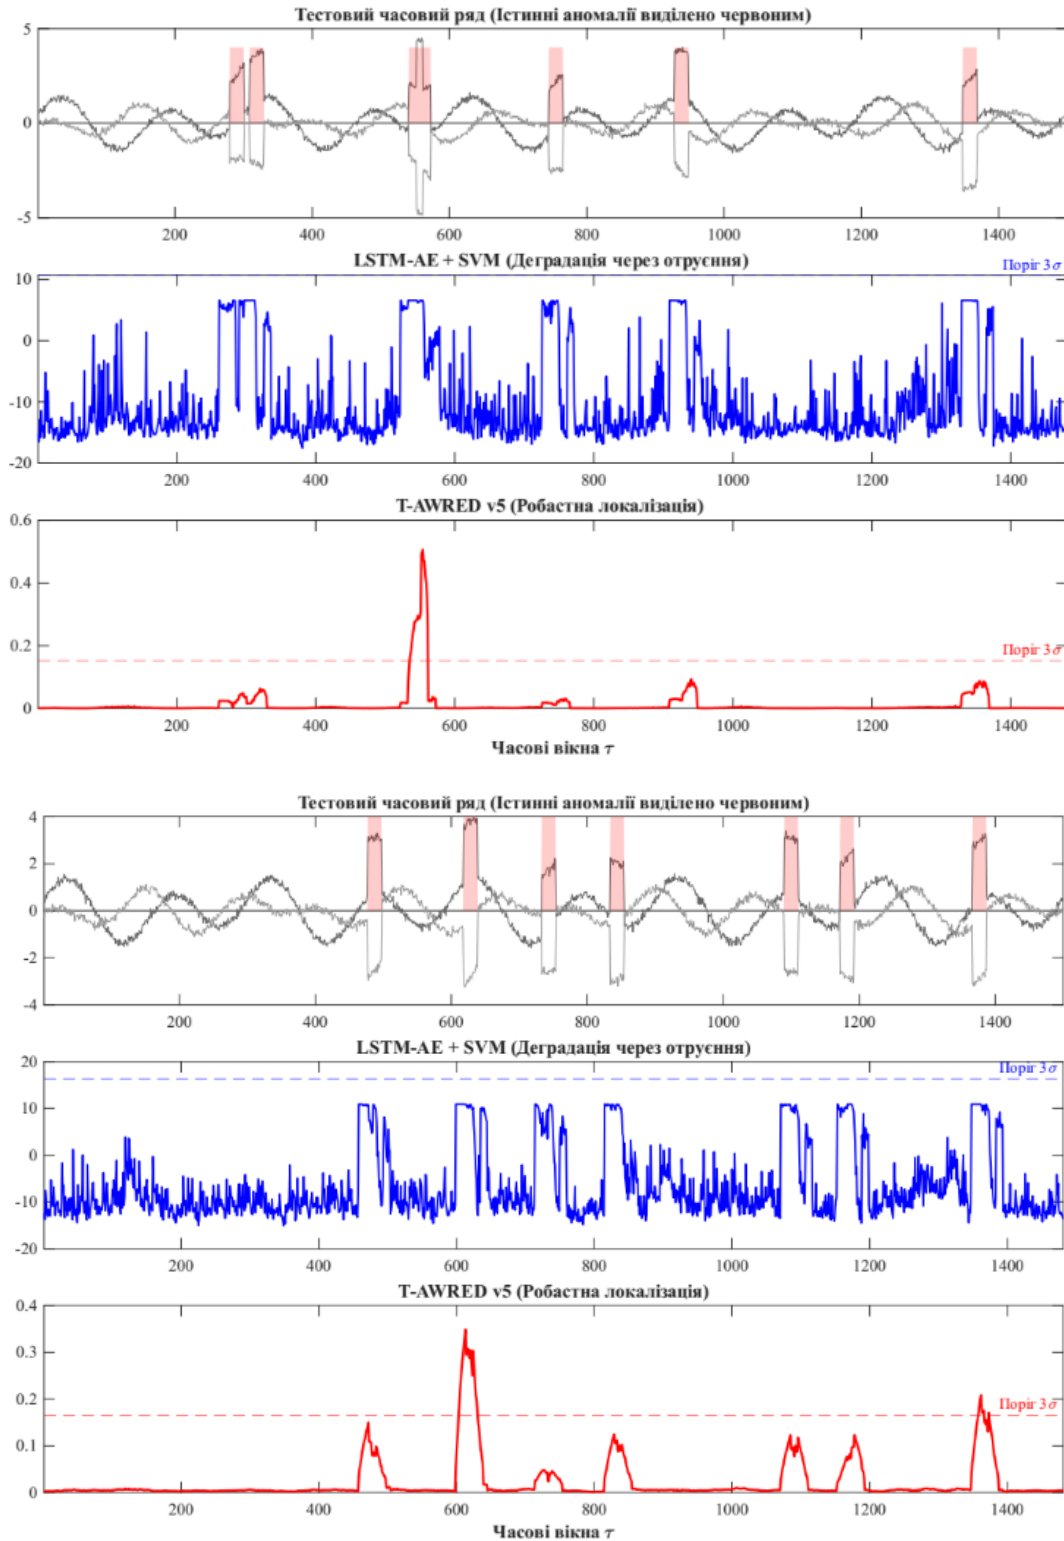 Тестовий часовий ряд (Істинні аномалії виділено червоним)
5
0
-5
200 400 600 800 1000 1200 1400
LSTM-AE + SVM (Деградація через отруєння)
Поріг 3σ
10
0
-10
-20
200 400 600 800 1000 1200 1400
T-AWRED v5 (Робастна локалізація)
0.6
0.4
0.2
Поріг 3σ
0
200 400 600 800 1000 1200 1400
Часові вікна τ
Тестовий часовий ряд (Істинні аномалії виділено червоним)
4
2
0
-2
-4
200 400 600 800 1000 1200 1400
LSTM-AE + SVM (Деградація через отруєння)
20
Поріг 3σ
10
0
-10
-20
200 400 600 800 1000 1200 1400
T-AWRED v5 (Робастна локалізація)
0.4
0.3
0.2
Поріг 3σ
0.1
0
200 400 600 800 1000 1200 1400
Часові вікна τ